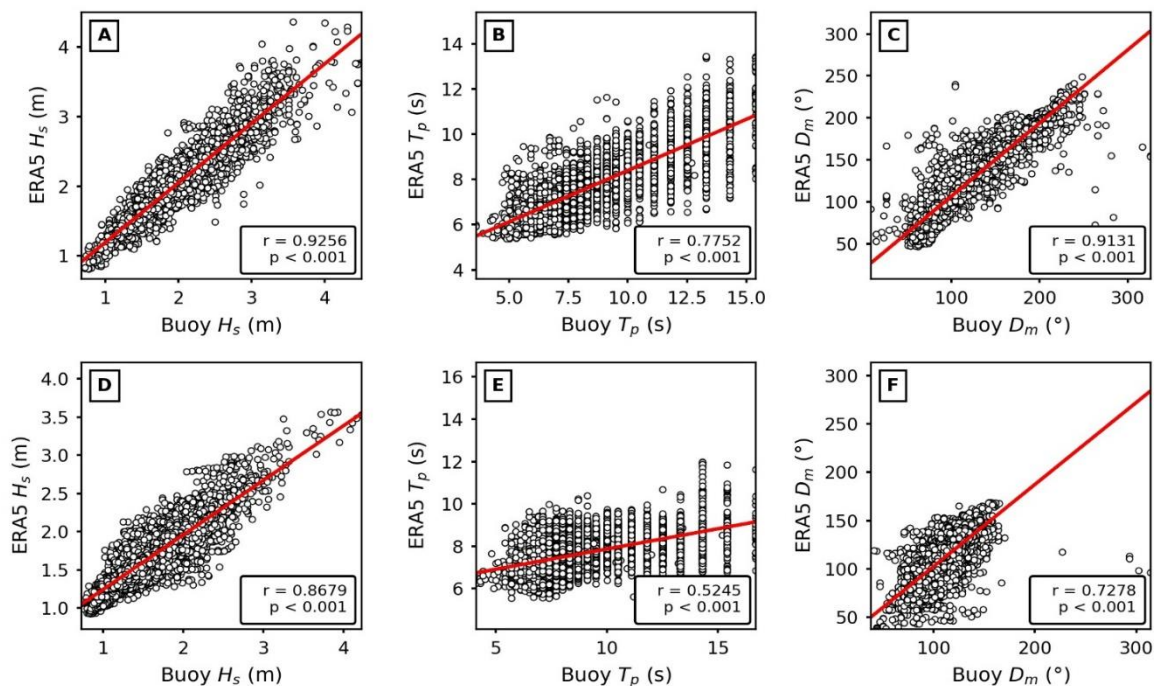 A
ERA5 Hs (m)
4
3
2
1
r = 0.9256
p < 0.001
1 2 3 4
Buoy Hs (m)
B
ERA5 Tp (s)
14
12
10
8
6
4
r = 0.7752
p < 0.001
5.0 7.5 10.0 12.5 15.0
Buoy Tp (s)
C
ERA5 Dm (°)
300
250
200
150
100
50
r = 0.9131
p < 0.001
100 200 300
Buoy Dm (°)
D
ERA5 Hs (m)
4.0
3.5
3.0
2.5
2.0
1.5
1.0
r = 0.8679
p < 0.001
1 2 3 4
Buoy Hs (m)
E
ERA5 Tp (s)
16
14
12
10
8
6
r = 0.5245
p < 0.001
5 10 15
Buoy Tp (s)
F
ERA5 Dm (°)
300
250
200
150
100
50
r = 0.7278
p < 0.001
100 200 300
Buoy Dm (°)